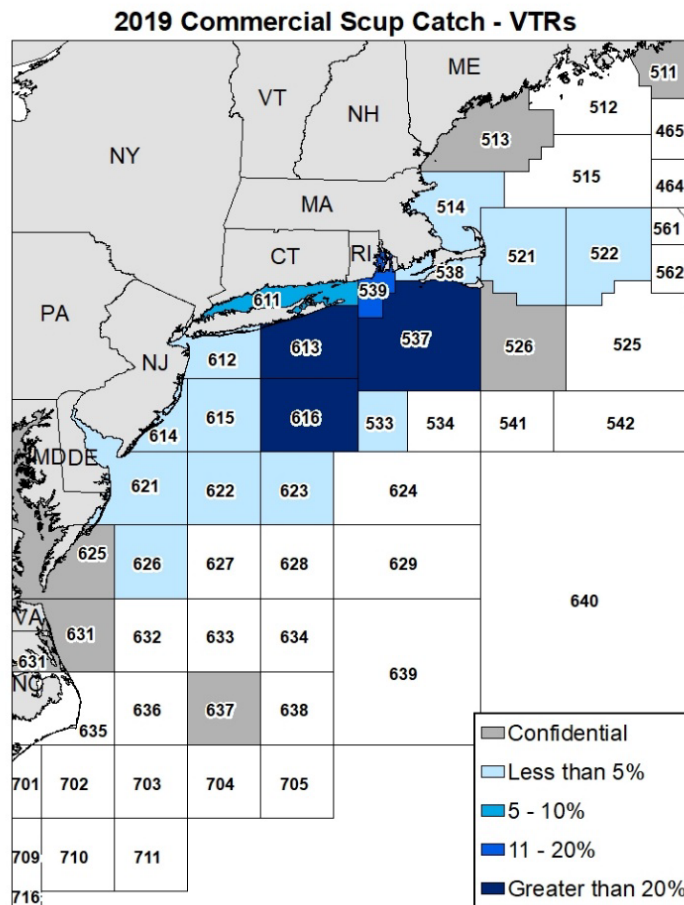 2019 Commercial Scup Catch - VTRs
ME
511
VT
512
NH
465
513
NY
515
464
MA
514
561
521
522
CT
RI
538
562
611
539
PA
537
526
525
NJ
612
613
615
616
533
534
541
542
614
MD
DE
621
622
623
624
625
626
627
628
629
640
VA
631
632
633
634
631
639
NC
636
637
638
635
701
702
703
704
705
709
710
711
716
Confidential
Less than 5%
5 - 10%
11 - 20%
Greater than 20%